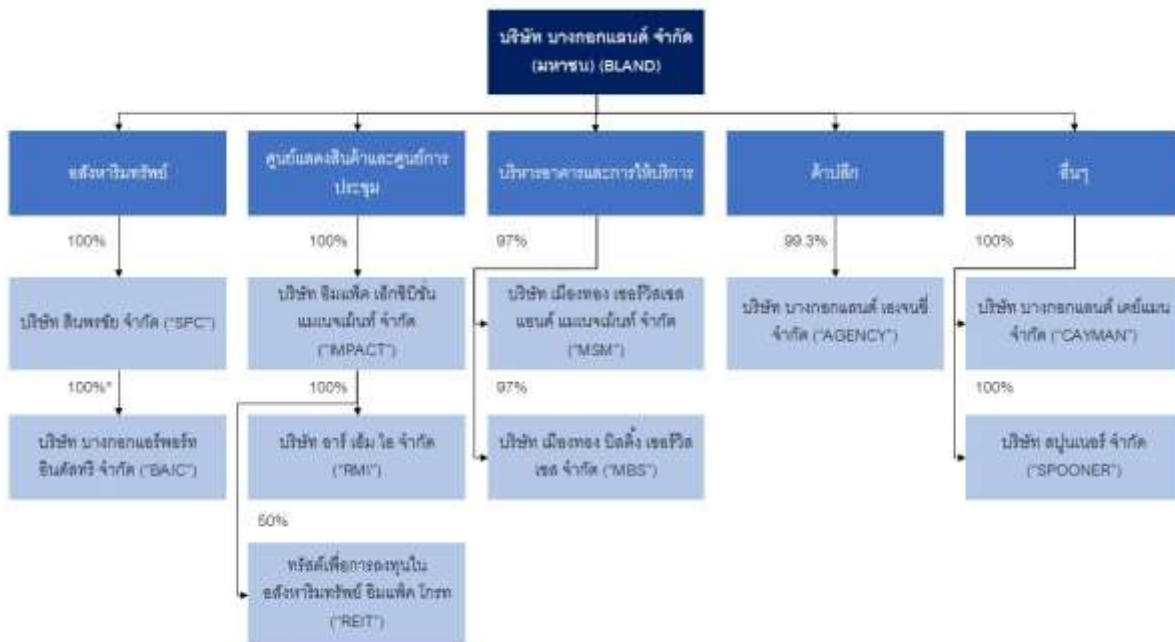 บริษัท บางกอกแลนด์ จำกัด
(มหาชน) (BLAND)
อสังหาริมทรัพย์
ศูนย์แสดงสินค้าและศูนย์การ
ประชุม
บริหารอาคารและการให้บริการ
ค้าปลีก
อื่นๆ
100%
100%
97%
99.3%
100%
บริษัท สินพรชัย จำกัด ("SPC")
บริษัท อิมแพ็ค เอ็กซิบิชั่น
แมเนจเม้นท์ จำกัด
("IMPACT")
บริษัท เมืองทอง เซอร์วิสเซส
แอนด์ แมเนจเม้นท์ จำกัด
("MSM")
บริษัท บางกอกแลนด์ เอเจนซี่
จำกัด ("AGENCY")
บริษัท บางกอกแลนด์ เคย์แมน
จำกัด ("CAYMAN")
100%*
100%
97%
100%
บริษัท บางกอกแอร์พอร์ท
อินดัสทรี จำกัด ("BAIC")
บริษัท อาร์ เอ็ม ไอ จำกัด
("RMI")
บริษัท เมืองทอง บิลดิ้ง เซอร์วิส
เซส จำกัด ("MBS")
บริษัท สปูนเนอร์ จำกัด
("SPOONER")
50%
ทรัสต์เพื่อการลงทุนใน
อสังหาริมทรัพย์ อิมแพ็ค โกรท
("REIT")